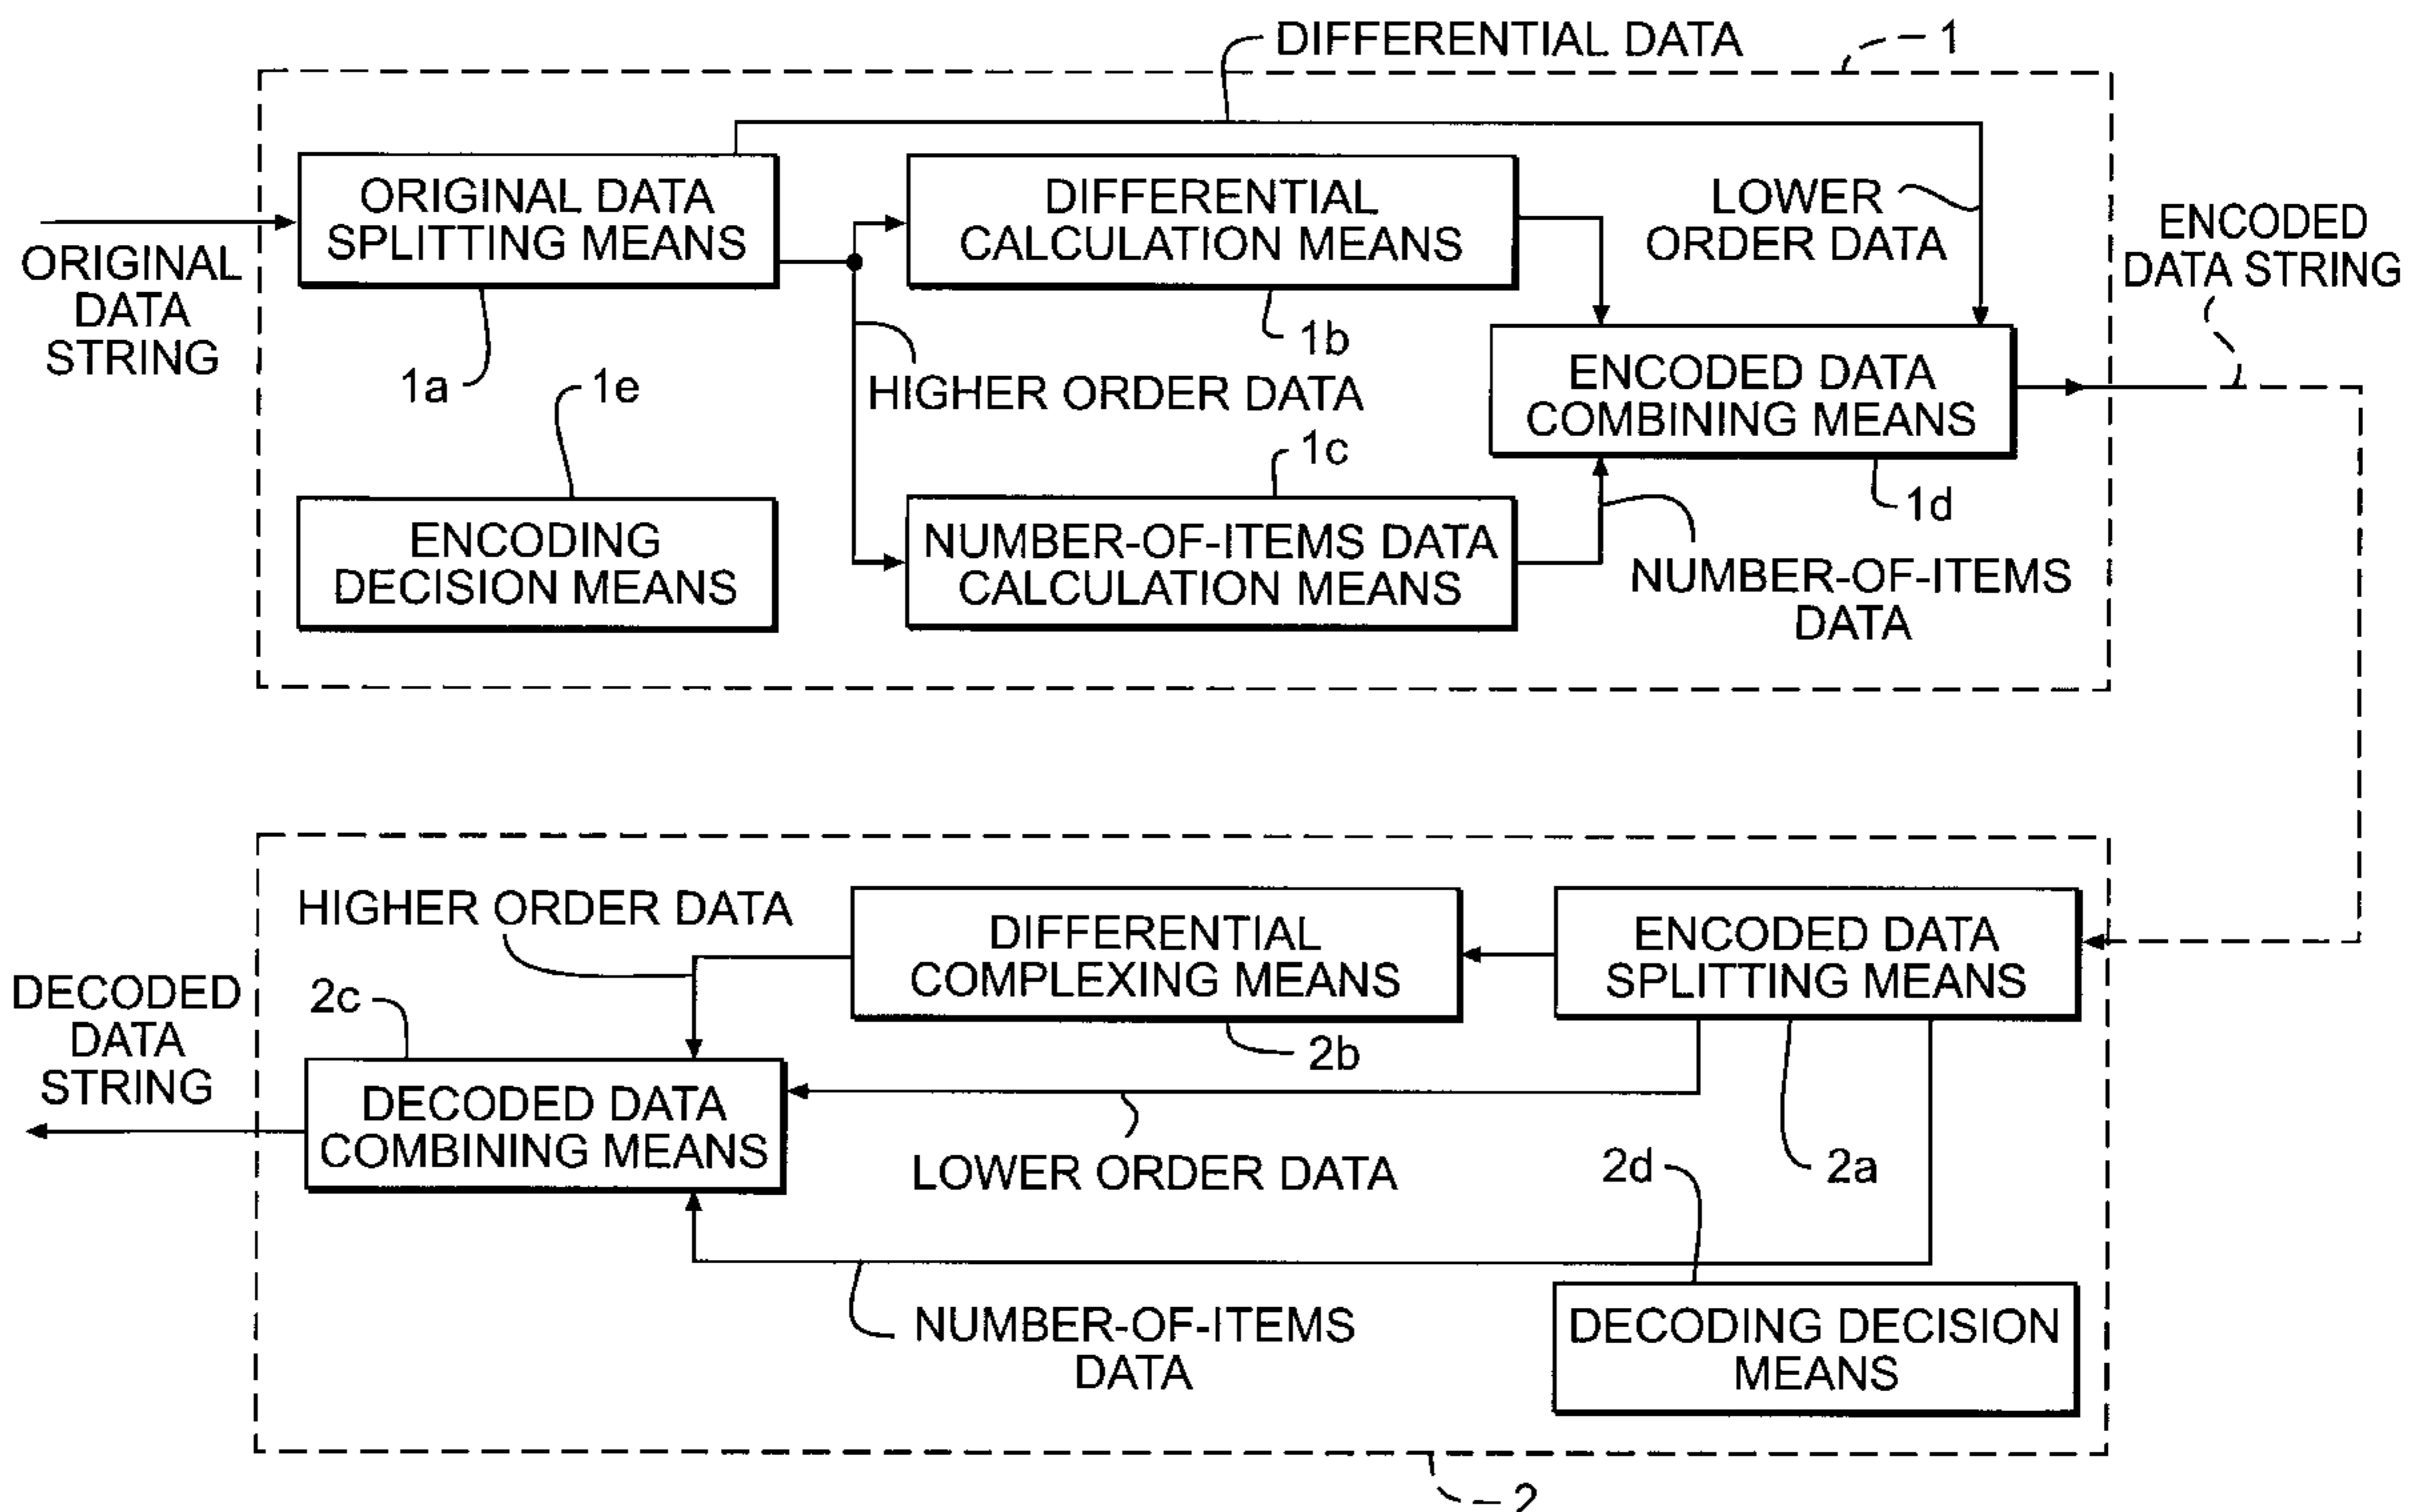 DIFFERENTIAL DATA
1
ORIGINAL DATA
SPLITTING MEANS
DIFFERENTIAL
CALCULATION MEANS
LOWER
ORDER DATA
ENCODED
DATA STRING
ORIGINAL
DATA
STRING
1a
1e
HIGHER ORDER DATA
1b
ENCODED DATA
COMBINING MEANS
1c
1d
ENCODING
DECISION MEANS
NUMBER-OF-ITEMS DATA
CALCULATION MEANS
NUMBER-OF-ITEMS
DATA
HIGHER ORDER DATA
DIFFERENTIAL
COMPLEXING MEANS
ENCODED DATA
SPLITTING MEANS
DECODED
DATA
STRING
2c
2b
DECODED DATA
COMBINING MEANS
LOWER ORDER DATA
2d
2a
NUMBER-OF-ITEMS
DATA
DECODING DECISION
MEANS
2